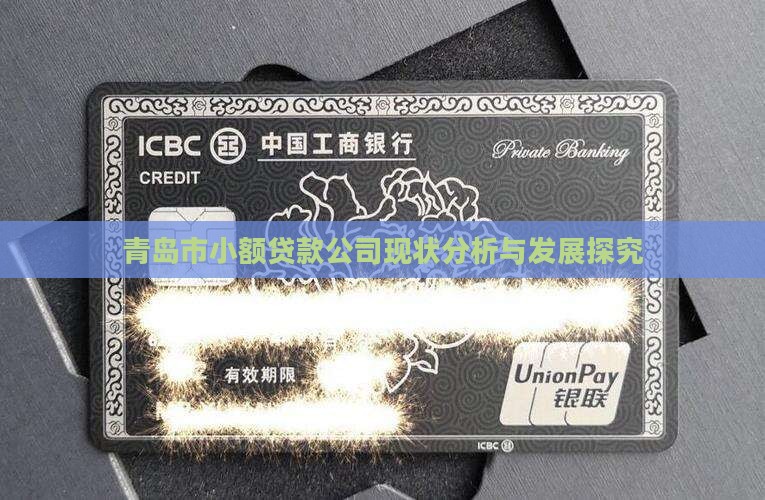 ICBC 中国工商银行
Private Banking
CREDIT
青岛市小额贷款公司现状分析与发展探究
有效期限
UnionPay
银联
ICBC